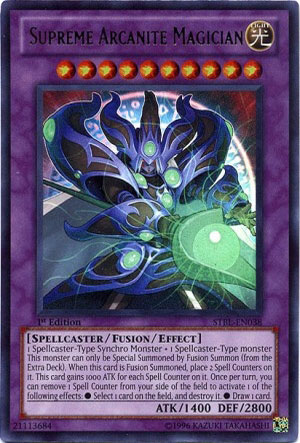 SUPREME ARCANITE MAGICIAN
LIGHT
光
1st Edition
STBL-EN038
[SPELLCASTER/FUSION/EFFECT]
1 Spellcaster-Type Synchro Monster + 1 Spellcaster-Type monster
This monster can only be Special Summoned by Fusion Summon (from
the Extra Deck). When this card is Fusion Summoned, place 2 Spell Counters on
it. This card gains 1000 ATK for each Spell Counter on it. Once per turn, you
can remove 1 Spell Counter from your side of the field to activate 1 of the
following effects: ● Select 1 card on the field, and destroy it. ● Draw 1 card.
ATK/1400 DEF/2800
21113684
©1996 KAZUKI TAKAHASHI